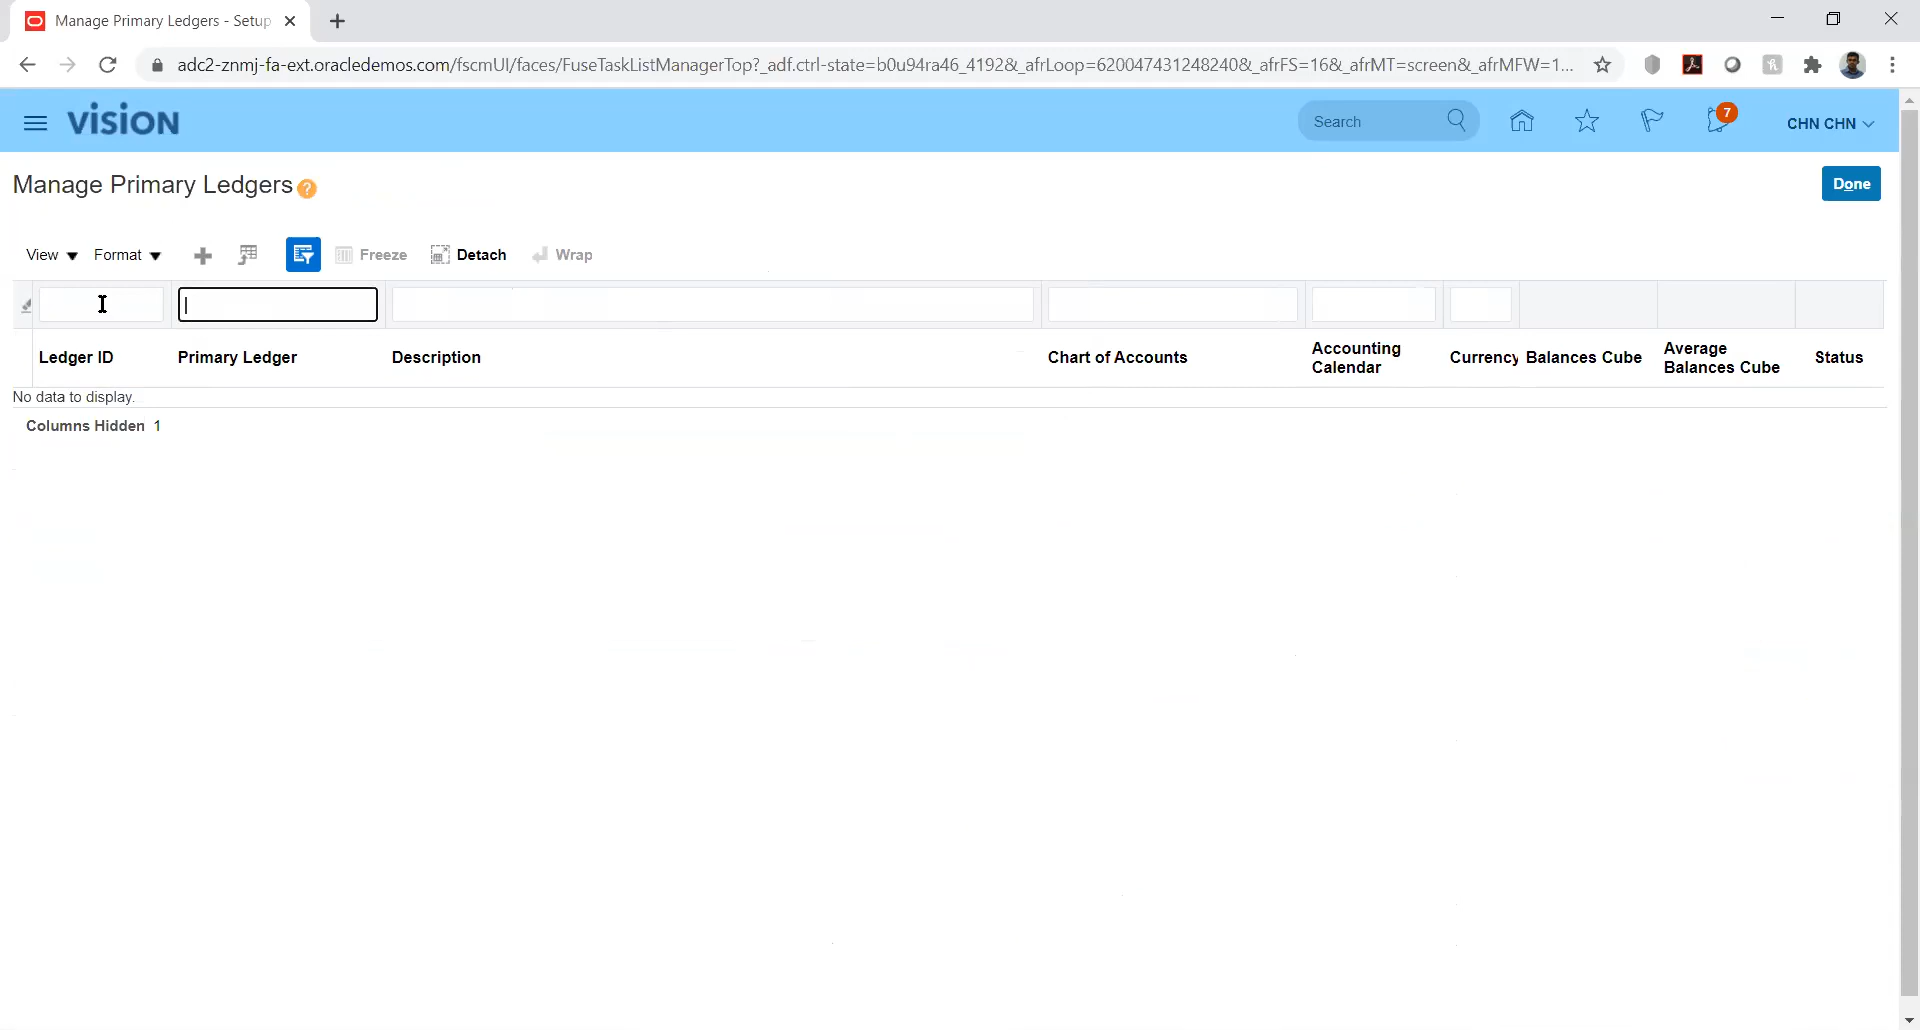 Manage Primary Ledgers - Setup
adc2-znmj-fa-ext.oracledemos.com/fscmUI/faces/FuseTaskListManagerTop?_adf.ctrl-state=b0u94ra46_4192&_afrLoop=620047431248240&_afrFS=16&_afrMT=screen&_afrMFW=1...
VISION
Search
7
CHN CHN
Manage Primary Ledgers ?
Done
View Format Freeze Detach Wrap
Ledger ID Primary Ledger Description Chart of Accounts Accounting Calendar Currency Balances Cube Average Balances Cube Status
No data to display.
Columns Hidden 1